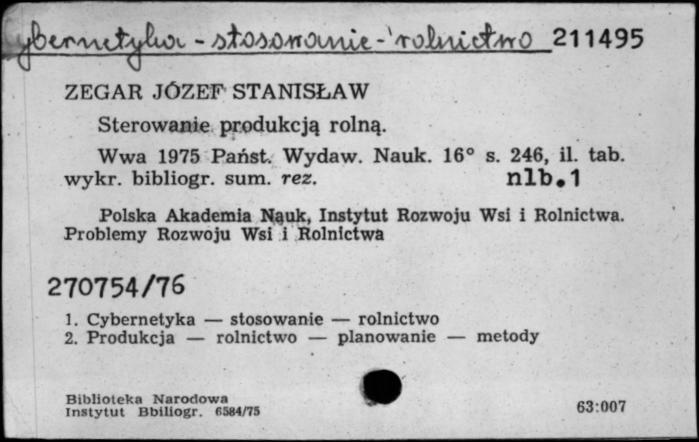 Cybernetyka - stosowanie - rolnictwo 211495
ZEGAR JÓZEF STANISŁAW
Sterowanie produkcją rolną.
Wwa 1975 Państ. Wydaw. Nauk. 16° s. 246, il. tab.
wykr. bibliogr. sum. rez. nlb.1
Polska Akademia Nauk, Instytut Rozwoju Wsi i Rolnictwa.
Problemy Rozwoju Wsi i Rolnictwa
270754/76
1. Cybernetyka — stosowanie — rolnictwo
2. Produkcja — rolnictwo — planowanie — metody
Biblioteka Narodowa
Instytut Bbiliogr. 6584/75 63:007